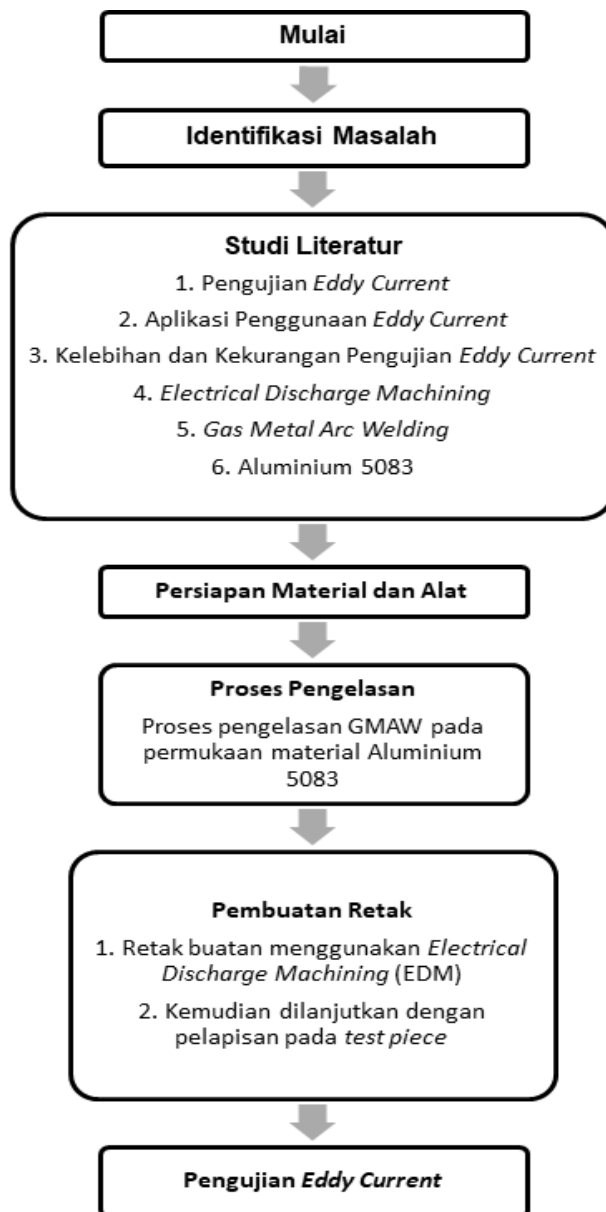 Mulai
Identifikasi Masalah
Studi Literatur
1. Pengujian Eddy Current
2. Aplikasi Penggunaan Eddy Current
3. Kelebihan dan Kekurangan Pengujian Eddy Current
4. Electrical Discharge Machining
5. Gas Metal Arc Welding
6. Aluminium 5083
Persiapan Material dan Alat
Proses Pengelasan
Proses pengelasan GMAW pada
permukaan material Aluminium
5083
Pembuatan Retak
1. Retak buatan menggunakan Electrical
Discharge Machining (EDM)
2. Kemudian dilanjutkan dengan
pelapisan pada test piece
Pengujian Eddy Current